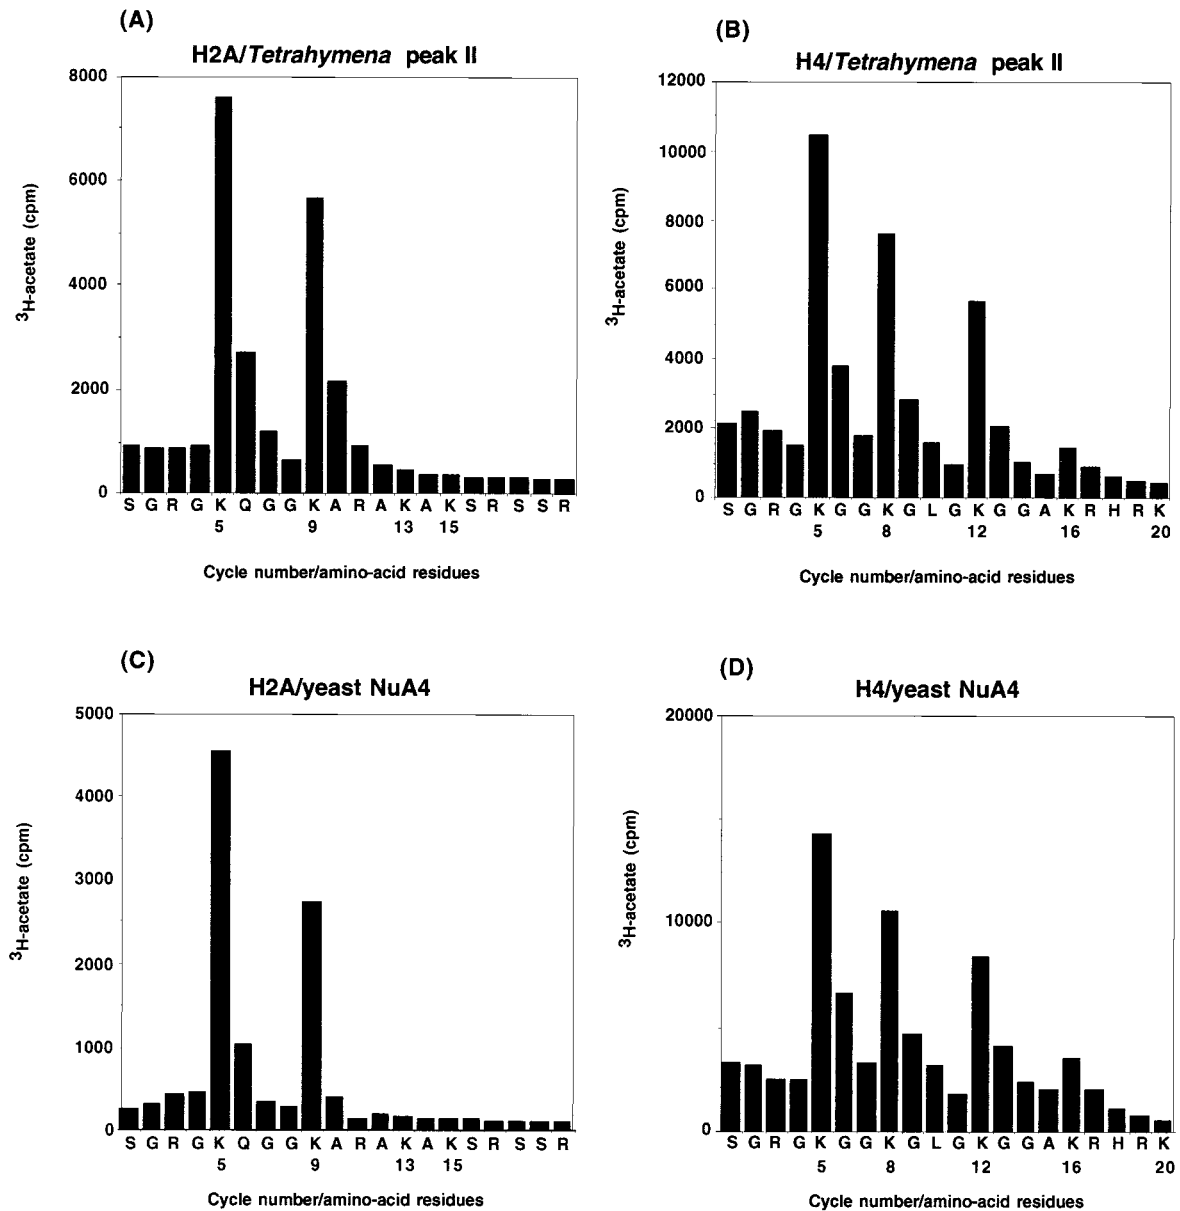 (A)
H2A/Tetrahymena peak II
8000
6000
4000
2000
0
³H-acetate (cpm)
S G R G K Q G G K A R A K A K S R S S R
5 9 13 15
Cycle number/amino-acid residues
(B)
H4/Tetrahymena peak II
12000
10000
8000
6000
4000
2000
0
³H-acetate (cpm)
S G R G K G G K G L G K G G A K R H R K
5 8 12 16 20
Cycle number/amino-acid residues
(C)
H2A/yeast NuA4
5000
4000
3000
2000
1000
0
³H-acetate (cpm)
S G R G K Q G G K A R A K A K S R S S R
5 9 13 15
Cycle number/amino-acid residues
(D)
H4/yeast NuA4
20000
10000
0
³H-acetate (cpm)
S G R G K G G K G L G K G G A K R H R K
5 8 12 16 20
Cycle number/amino-acid residues